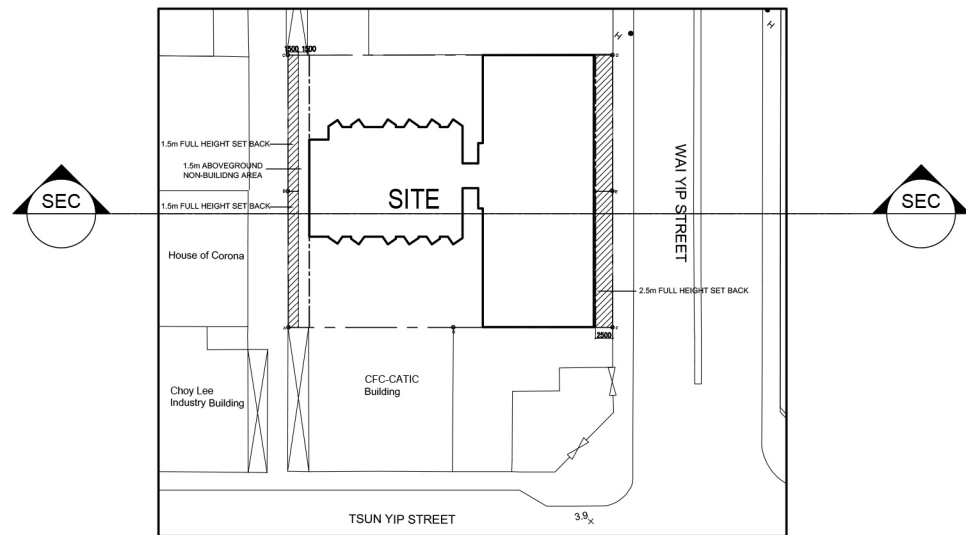 1500 1500
H
H
1.5m FULL HEIGHT SET BACK
1.5m ABOVEGROUND
NON-BUILIDNG AREA
1.5m FULL HEIGHT SET BACK
SITE
SEC
SEC
WAI YIP STREET
House of Corona
2.5m FULL HEIGHT SET BACK
2500
Choy Lee
Industry Building
CFC-CATIC
Building
TSUN YIP STREET
3.9